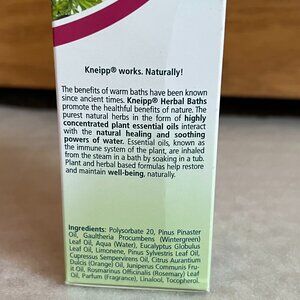 Kneipp® works. Naturally!
The benefits of warm baths have been known
since ancient times. Kneipp® Herbal Baths
promote the healthful benefits of nature. The
purest natural herbs in the form of highly
concentrated plant essential oils interact
with the natural healing and soothing
powers of water. Essential oils, known as
the immune system of the plant, are inhaled
from the steam in a bath by soaking in a tub.
Plant and herbal based formulas help restore
and maintain well-being, naturally.
Ingredients: Polysorbate 20, Pinus Pinaster
Oil, Gaultheria Procumbens (Wintergreen)
Leaf Oil, Aqua (Water), Eucalyptus Globulus
Leaf Oil, Limonene, Pinus Sylvestris Leaf Oil,
Cupressus Sempervirens Oil, Citrus Aurantium
Dulcis (Orange) Oil, Juniperus Communis Fru-
it Oil, Rosmarinus Officinalis (Rosemary) Leaf
Oil, Parfum (Fragrance), Linalool, Tocopherol.